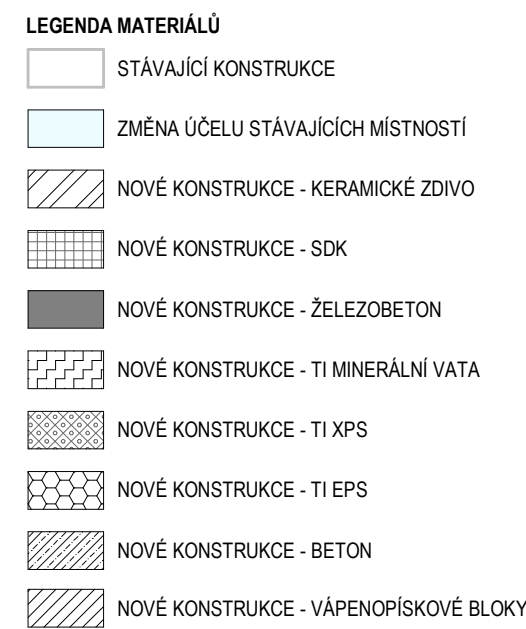 LEGENDA MATERIÁLŮ
STÁVAJÍCÍ KONSTRUKCE
ZMĚNA ÚČELU STÁVAJÍCÍCH MÍSTNOSTÍ
NOVÉ KONSTRUKCE - KERAMICKÉ ZDIVO
NOVÉ KONSTRUKCE - SDK
NOVÉ KONSTRUKCE - ŽELEZOBETON
NOVÉ KONSTRUKCE - TI MINERÁLNÍ VATA
NOVÉ KONSTRUKCE - TI XPS
NOVÉ KONSTRUKCE - TI EPS
NOVÉ KONSTRUKCE - BETON
NOVÉ KONSTRUKCE - VÁPENOPÍSKOVÉ BLOKY